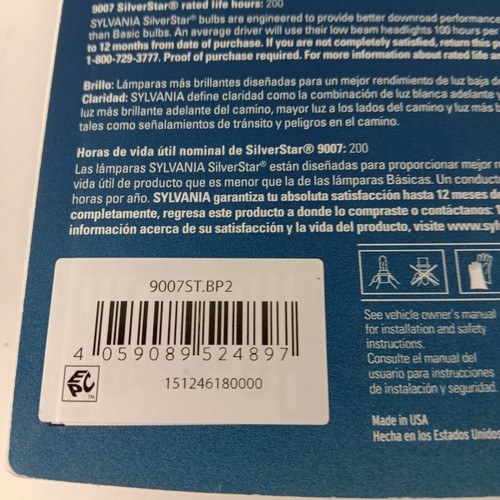 9007 SilverStar® rated life hours: 200
SYLVANIA SilverStar® bulbs are engineered to provide better downroad
than Basic bulbs. An average driver will use their low beam headlights 100 hours per
to 12 months from date of purchase. If you are not completely satisfied, return this
1-800-729-3777. Proof of purchase required. For more information about rated life
Brillo: Lámparas más brillantes diseñadas para un mejor rendimiento de luz baja
Claridad: SYLVANIA define claridad como la combinación de luz blanca adelante y
luz más brillante adelante del camino, mayor luz a los lados del camino y luz más
tales como señalamientos de tránsito y peligros en el camino.
Horas de vida útil nominal de SilverStar® 9007: 200
Las lámparas SYLVANIA SilverStar® están diseñadas para proporcionar mejor
vida útil de producto que es menor que la de las lámparas Básicas. Un
horas por año. SYLVANIA garantiza tu absoluta satisfacción hasta 12 meses
completamente, regresa este producto a donde lo compraste o contáctanos:
información acerca de su satisfacción y la vida del producto, visite
9007ST.BP2
4 059089 524897
EPC ™
151246180000
See vehicle owner's manual
for installation and safety
instructions.
Consulte el manual del
usuario para instrucciones
de instalación y seguridad.
Made in USA
Hecha en los Estados Unidos